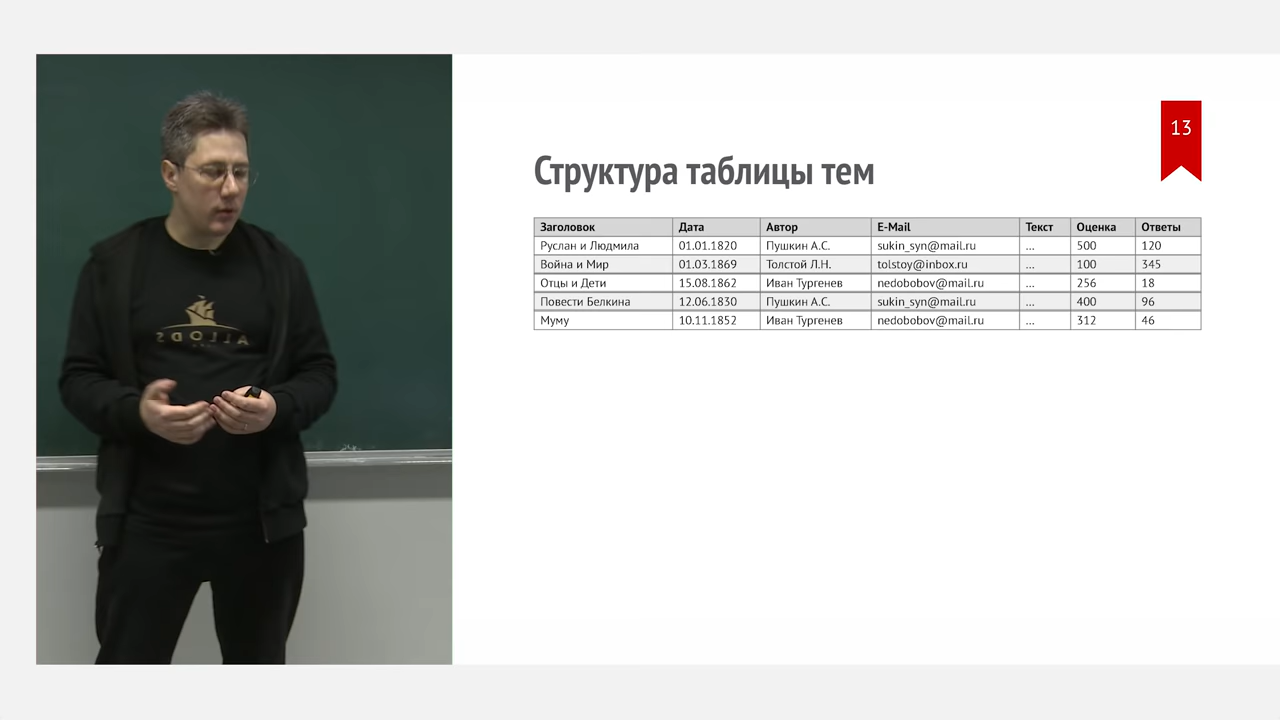 13
Структура таблицы тем
Заголовок Дата Автор E-Mail Текст Оценка Ответы
Руслан и Людмила 01.01.1820 Пушкин А.С. sukin_syn@mail.ru ... 500 120
Война и Мир 01.03.1869 Толстой Л.Н. tolstoy@inbox.ru ... 100 345
Отцы и Дети 15.08.1862 Иван Тургенев nedobobov@mail.ru ... 256 18
Повести Белкина 12.06.1830 Пушкин А.С. sukin_syn@mail.ru ... 400 96
Муму 10.11.1852 Иван Тургенев nedobobov@mail.ru ... 312 46
ALLODS